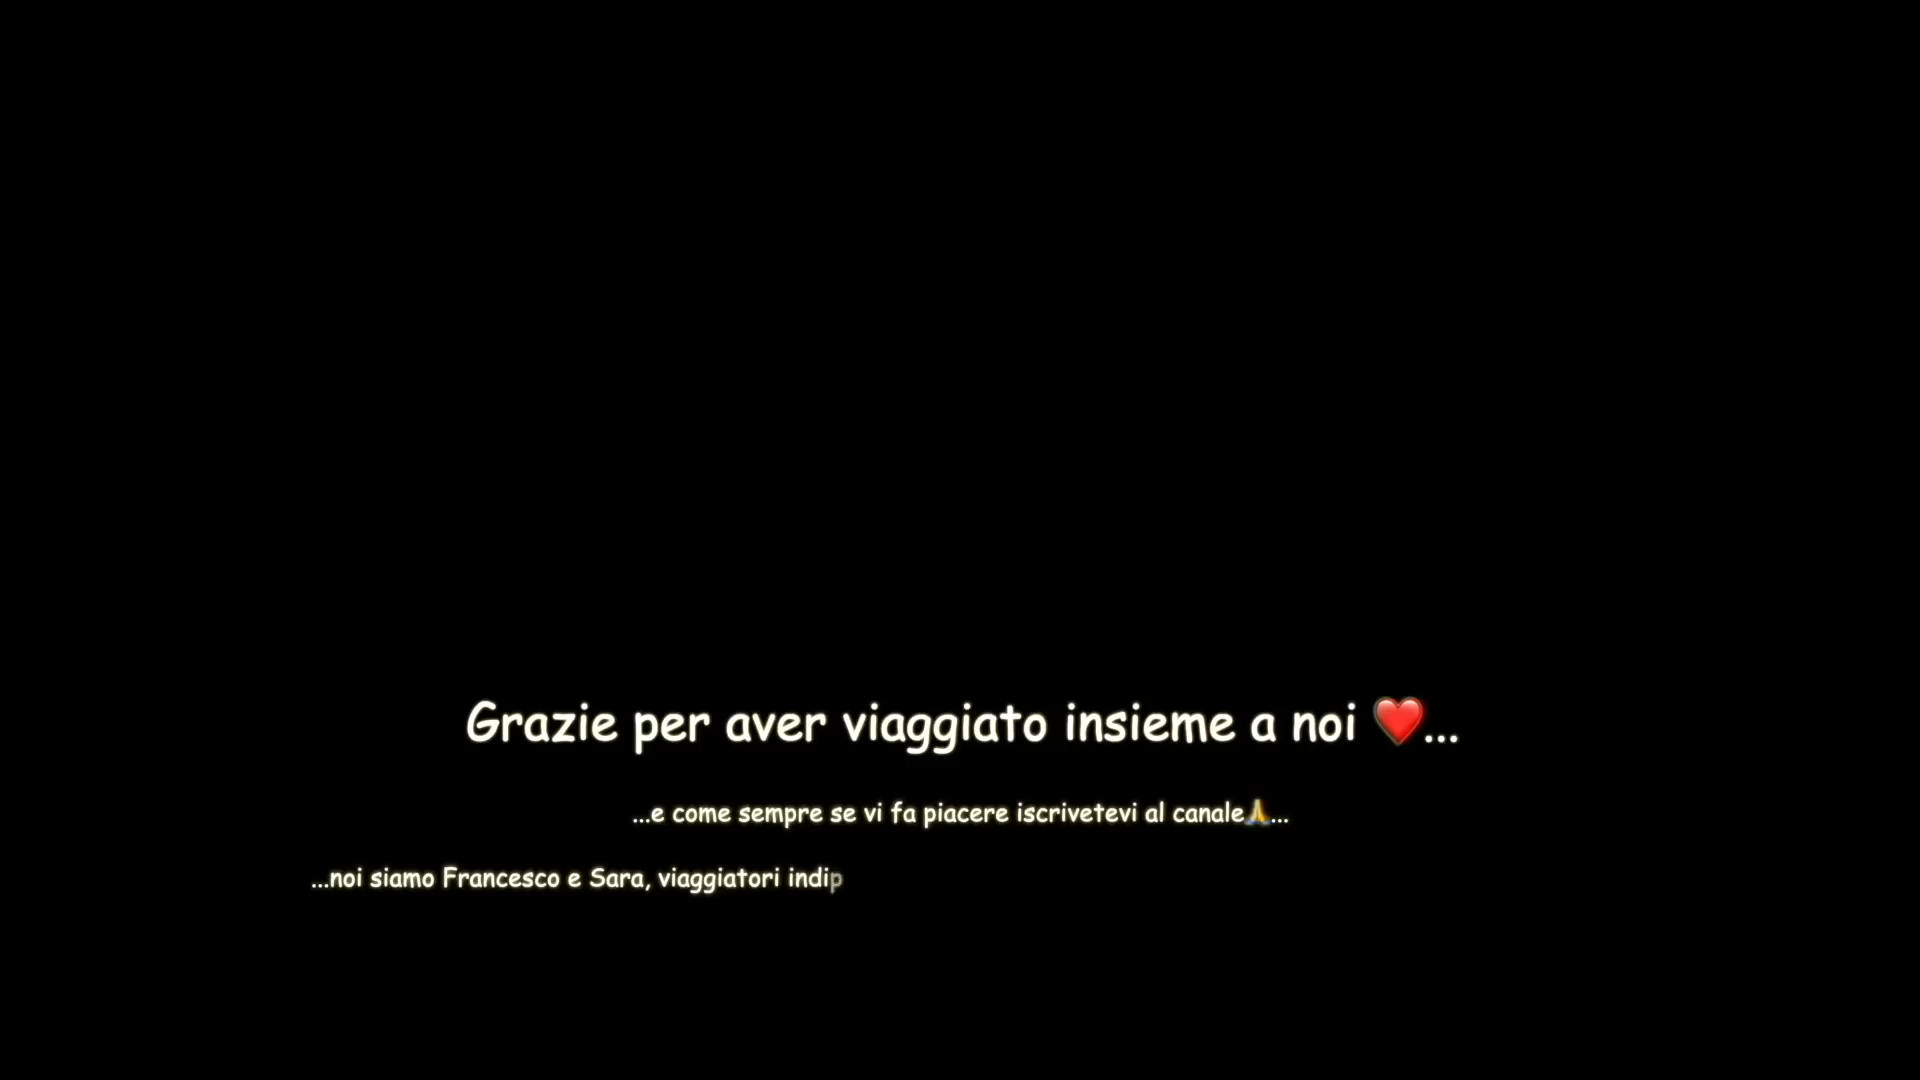 Grazie per aver viaggiato insieme a noi ❤️...
...e come sempre se vi fa piacere iscrivetevi al canale🙏...
...noi siamo Francesco e Sara, viaggiatori indip